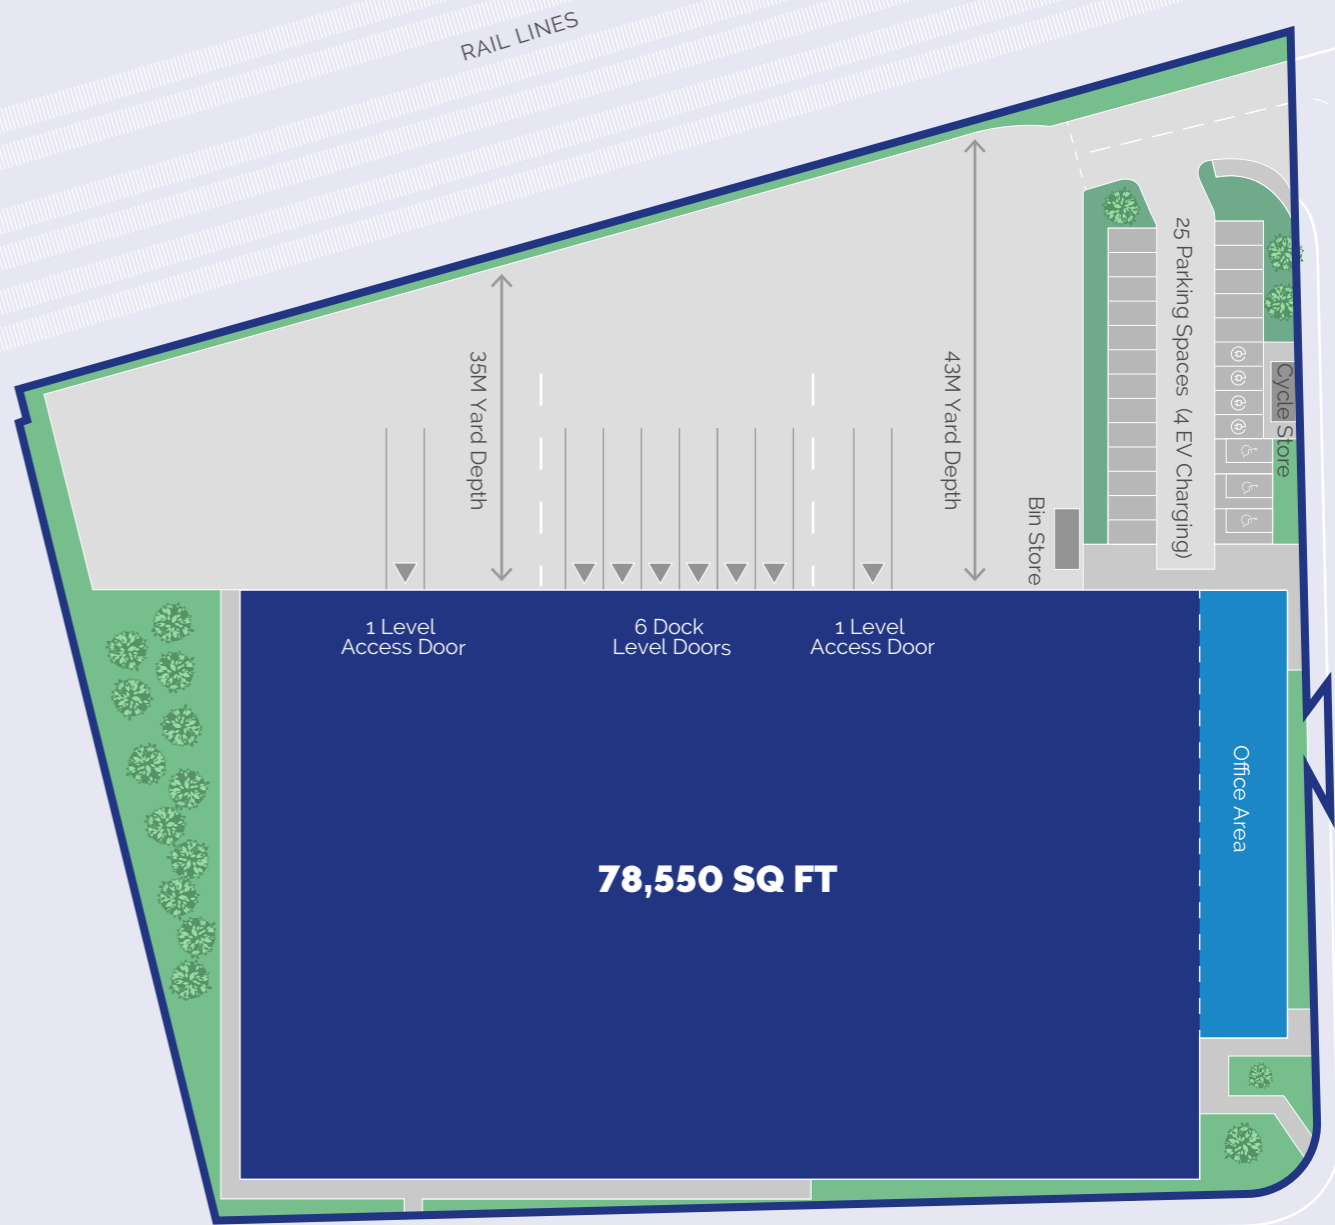 RAIL LINES
25 Parking Spaces (4 EV Charging)
Cycle Store
35M Yard Depth
43M Yard Depth
Bin Store
1 Level
Access Door
6 Dock
Level Doors
1 Level
Access Door
Office Area
78,550 SQ FT